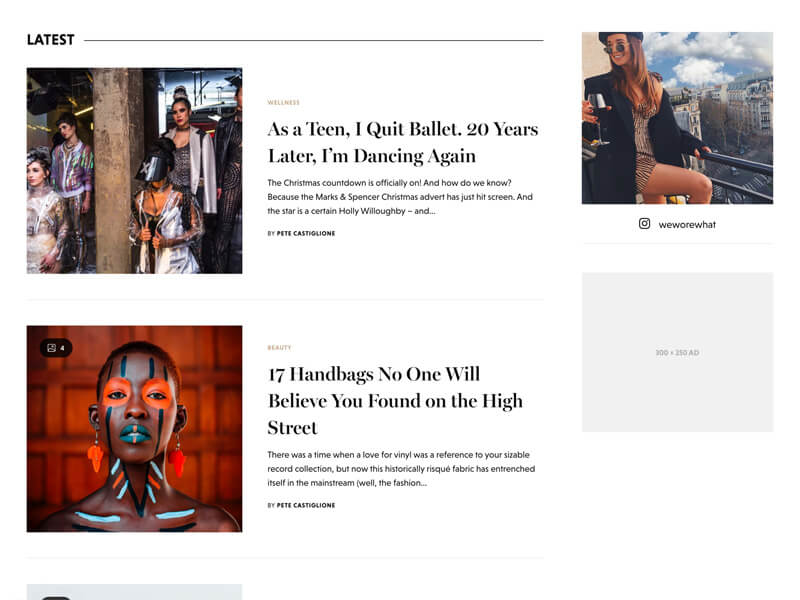 LATEST
WELLNESS
As a Teen, I Quit Ballet. 20 Years
Later, I’m Dancing Again
The Christmas countdown is officially on! And how do we know?
Because the Marks & Spencer Christmas advert has just hit screen. And
the star is a certain Holly Willoughby – and...
BY PETE CASTIGLIONE
4
BEAUTY
17 Handbags No One Will
Believe You Found on the High
Street
There was a time when a love for vinyl was a reference to your sizable
record collection, but now this historically risqué fabric has entrenched
itself in the mainstream (well, the fashion...
BY PETE CASTIGLIONE
weworewhat
300 × 250 AD